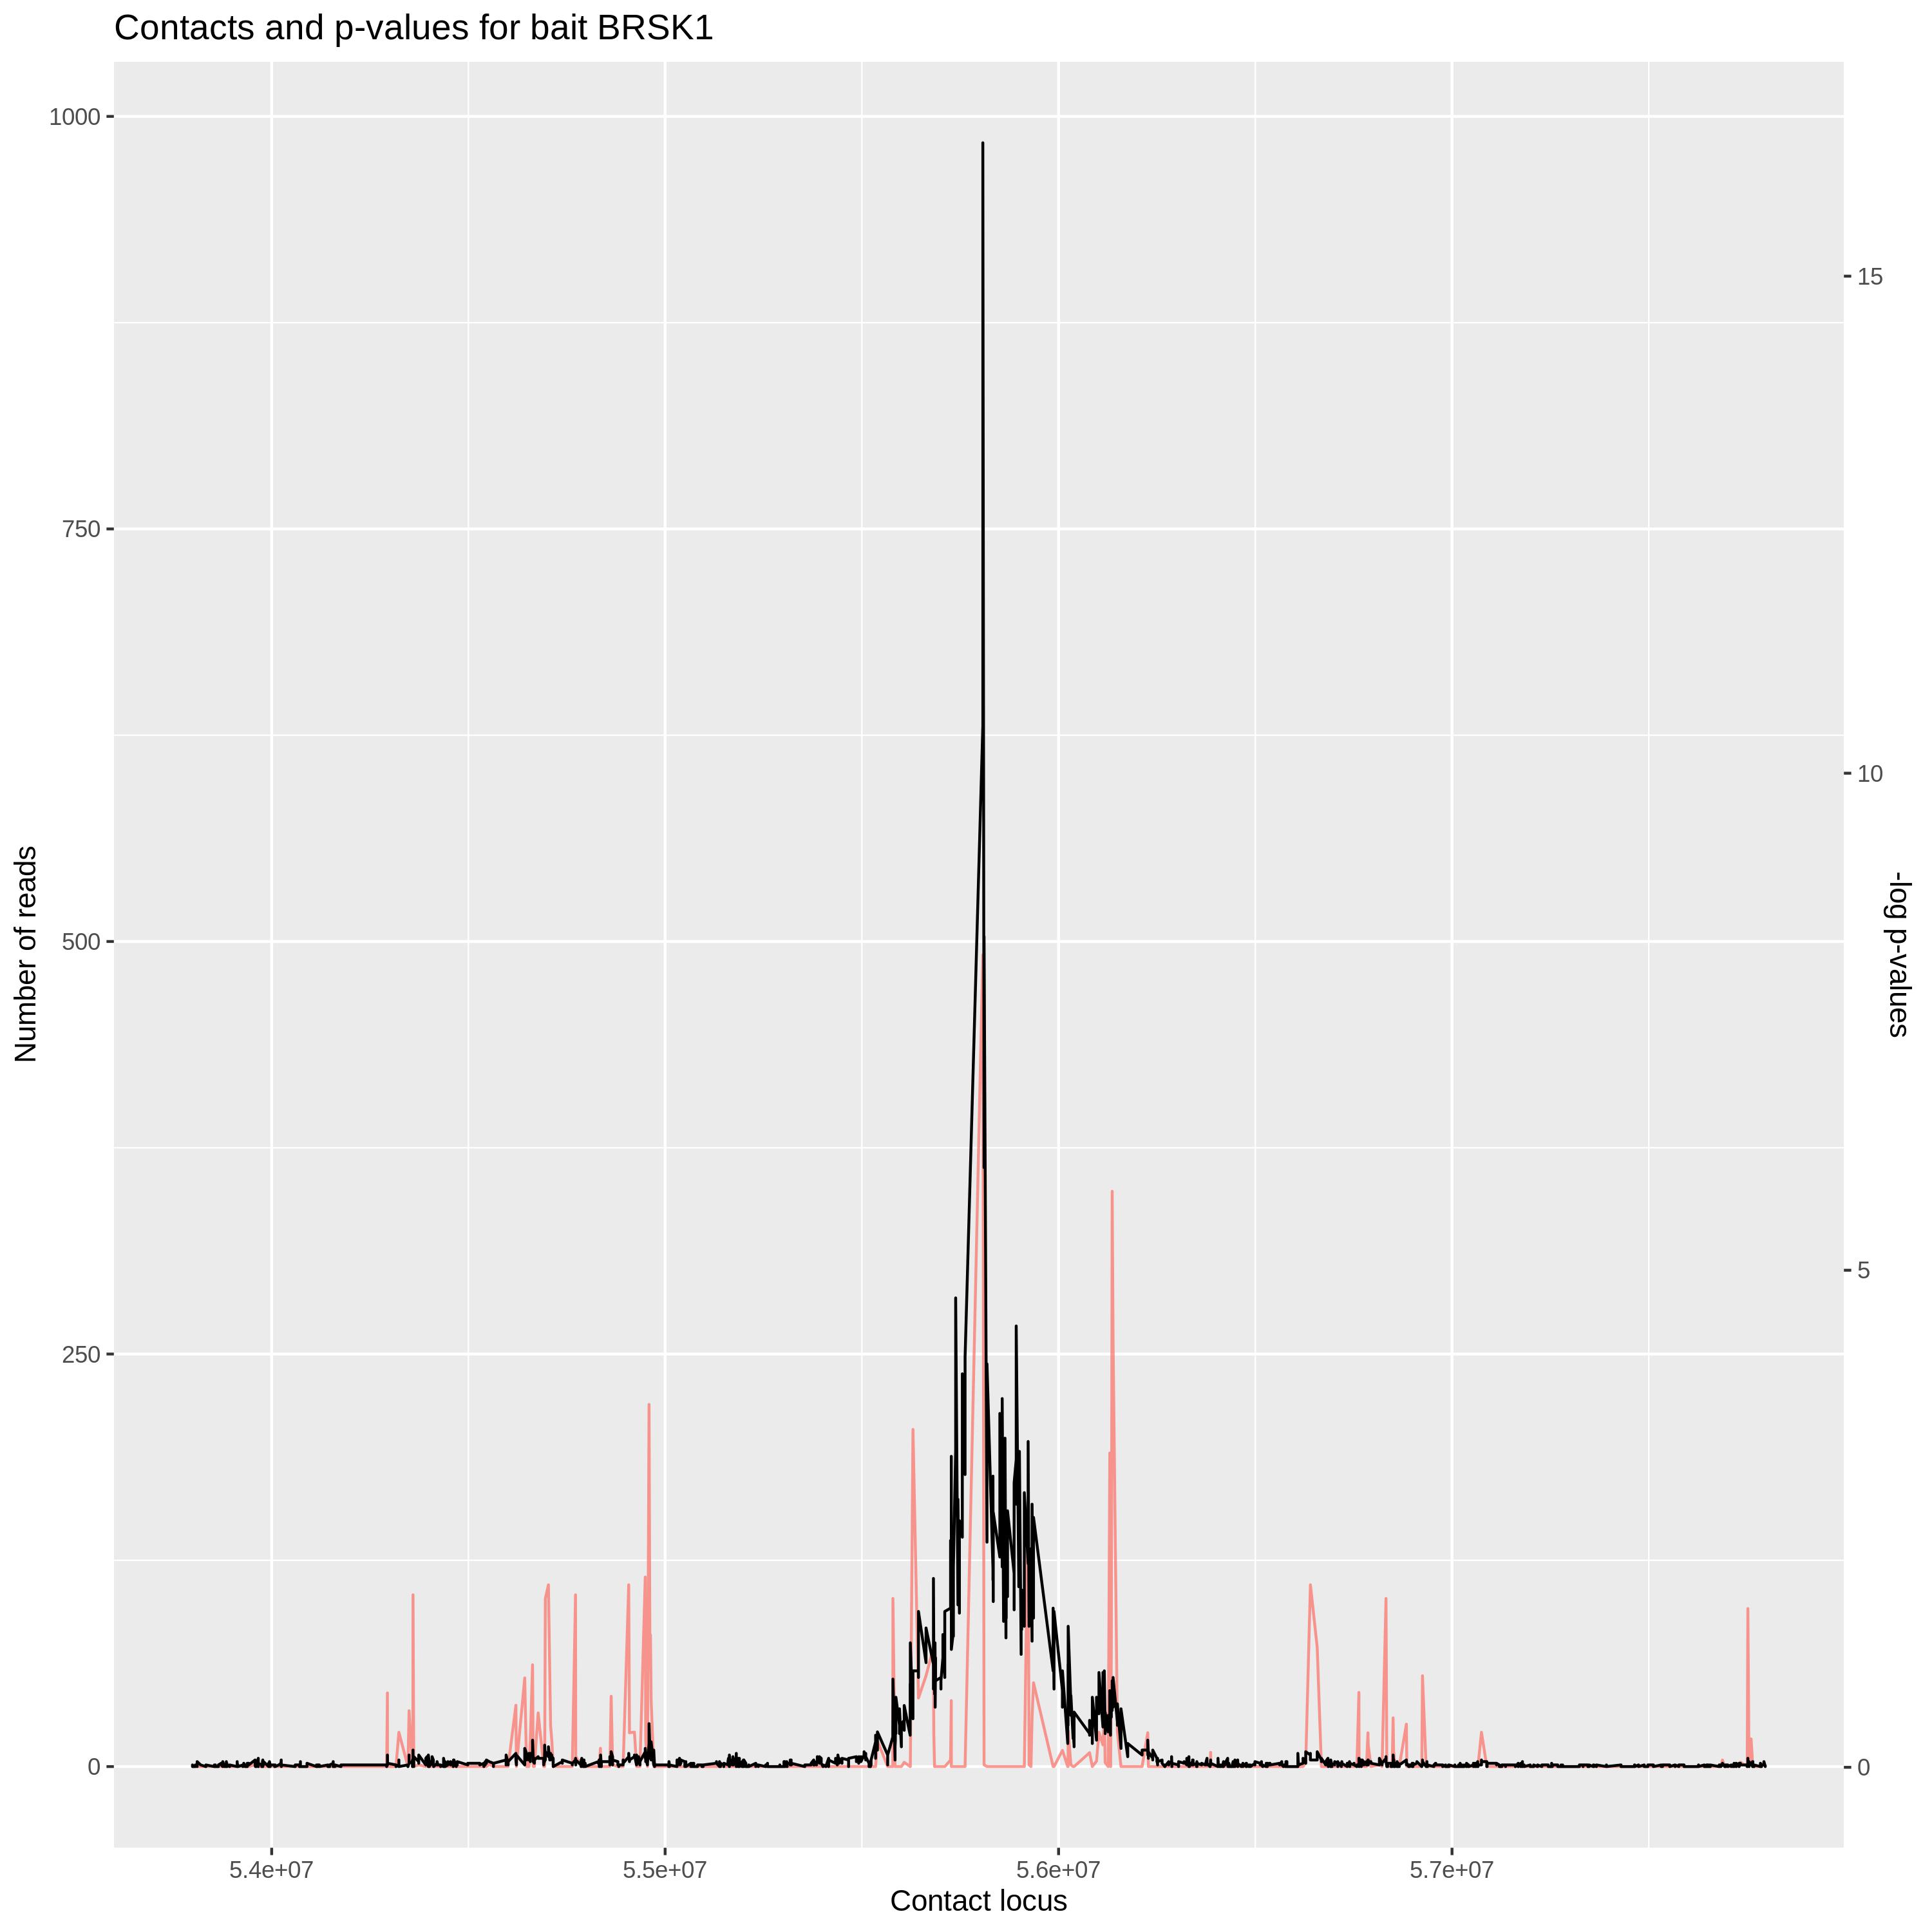 Contacts and p-values for bait BRSK1
1000
750
500
250
0
Number of reads
15
10
5
0
-log p-values
5.4e+07
5.5e+07
5.6e+07
5.7e+07
Contact locus